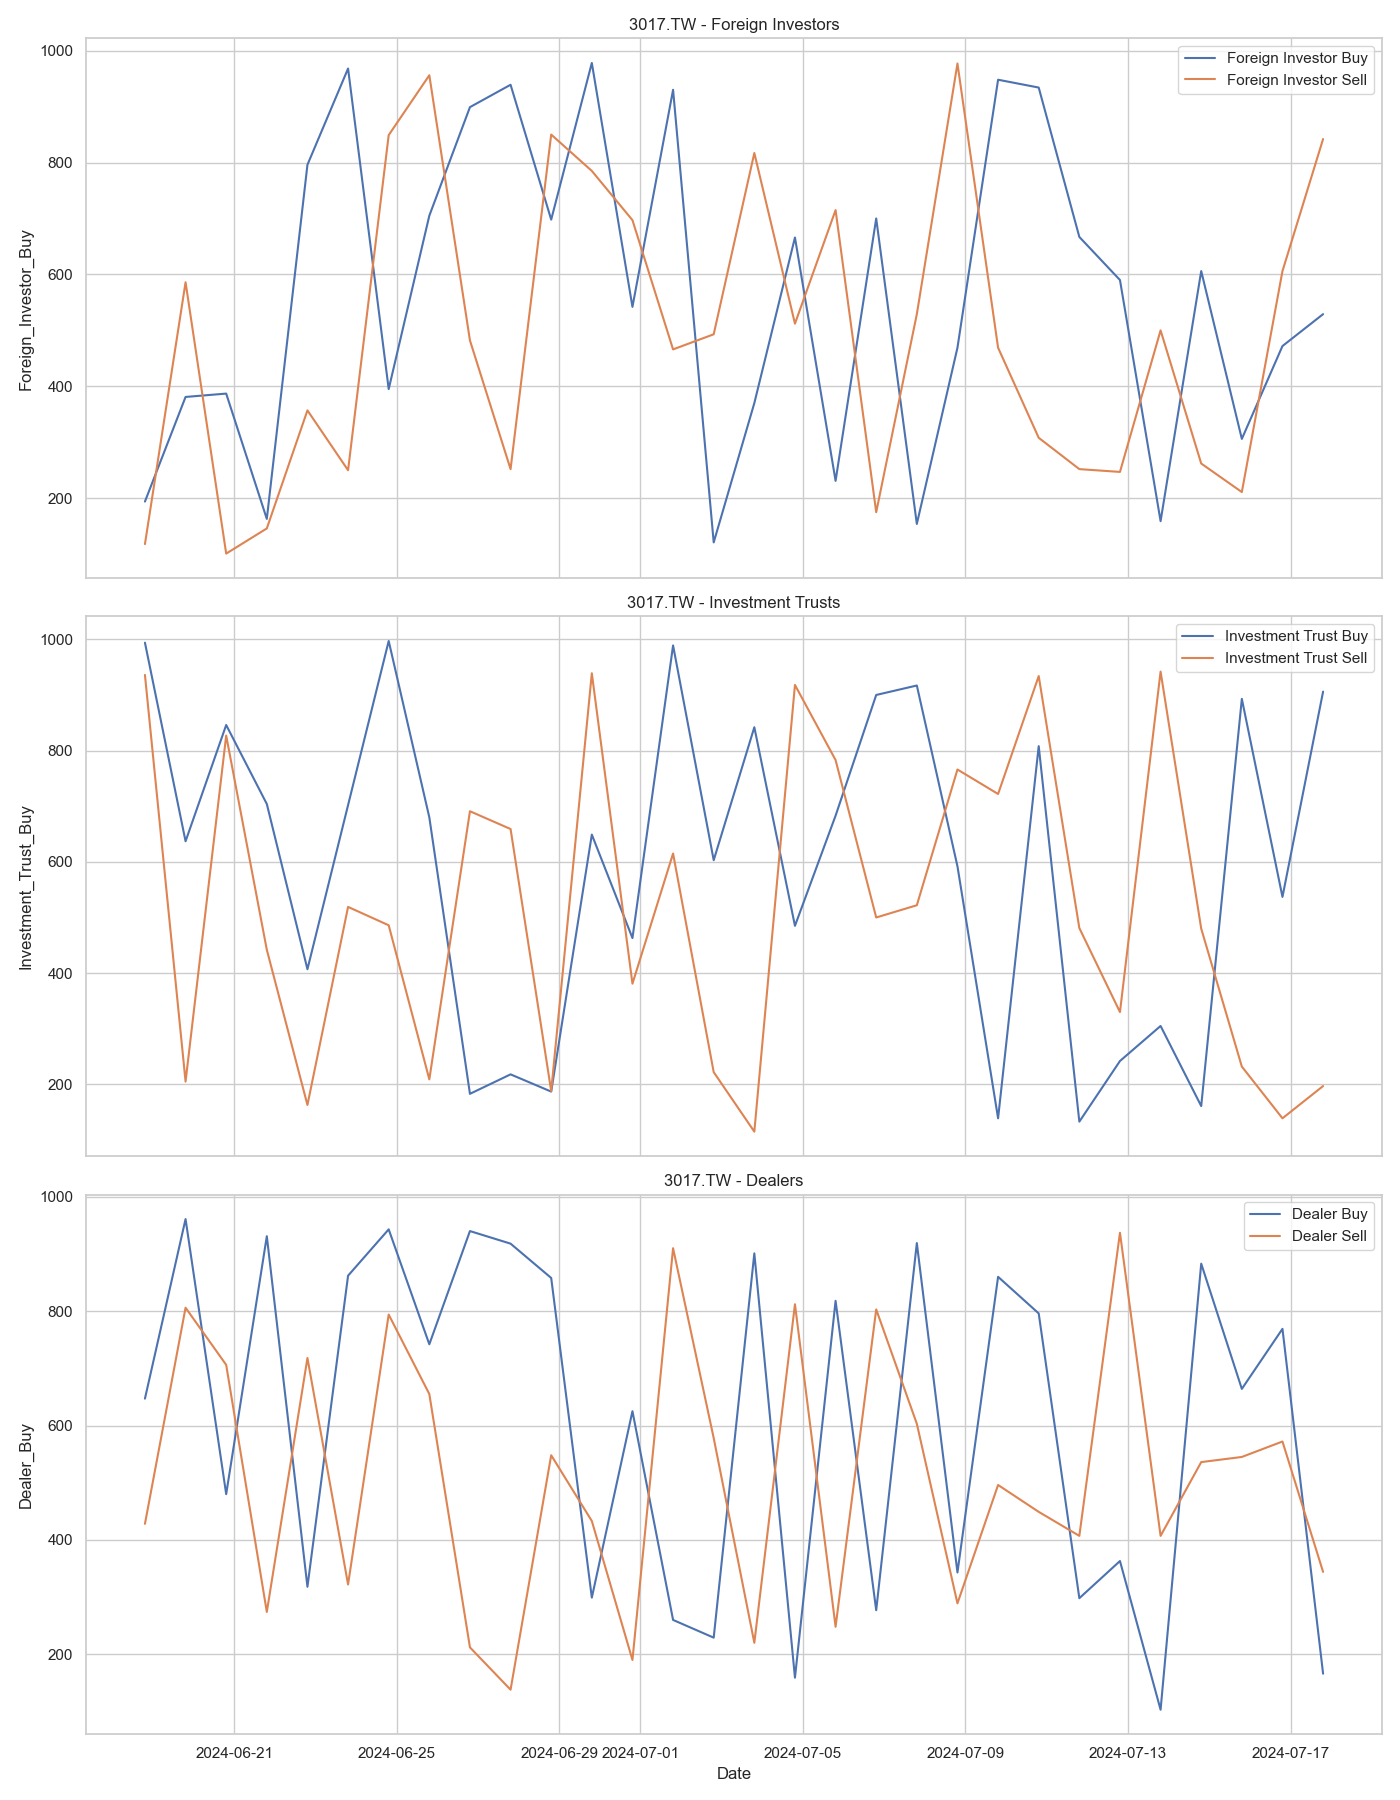 3017.TW - Foreign Investors
Foreign Investor Buy
Foreign Investor Sell
1000
800
600
400
200
Foreign_Investor_Buy
3017.TW - Investment Trusts
Investment Trust Buy
Investment Trust Sell
1000
800
600
400
200
Investment_Trust_Buy
3017.TW - Dealers
Dealer Buy
Dealer Sell
1000
800
600
400
200
Dealer_Buy
2024-06-21 2024-06-25 2024-06-29 2024-07-01 2024-07-05 2024-07-09 2024-07-13 2024-07-17
Date